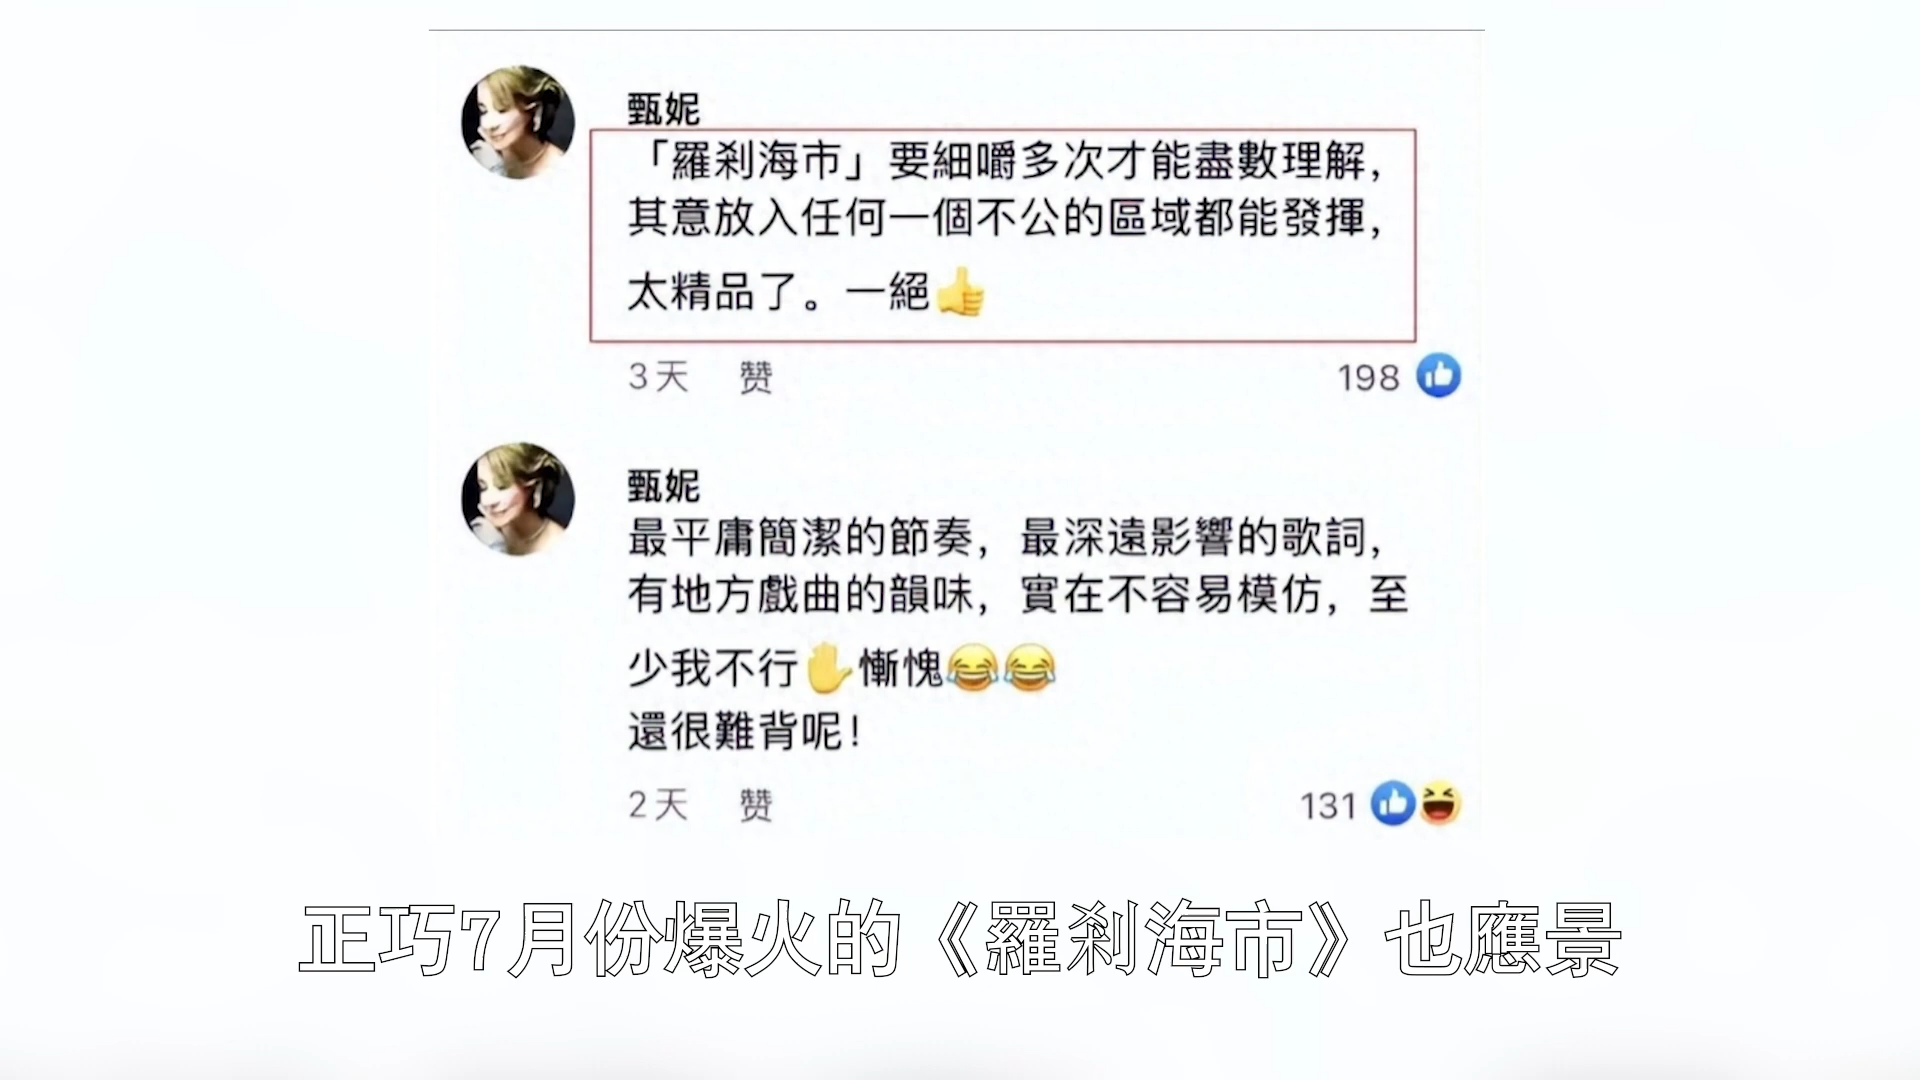 甄妮
「羅剎海市」要細嚼多次才能盡數理解，
其意放入任何一個不公的區域都能發揮，
太精品了。一絕👍
3天 赞 198
甄妮
最平庸簡潔的節奏，最深遠影響的歌詞，
有地方戲曲的韻味，實在不容易模仿，至
少我不行✋慚愧😂😂
還很難背呢！
2天 赞 131
正巧7月份爆火的《羅剎海市》也應景